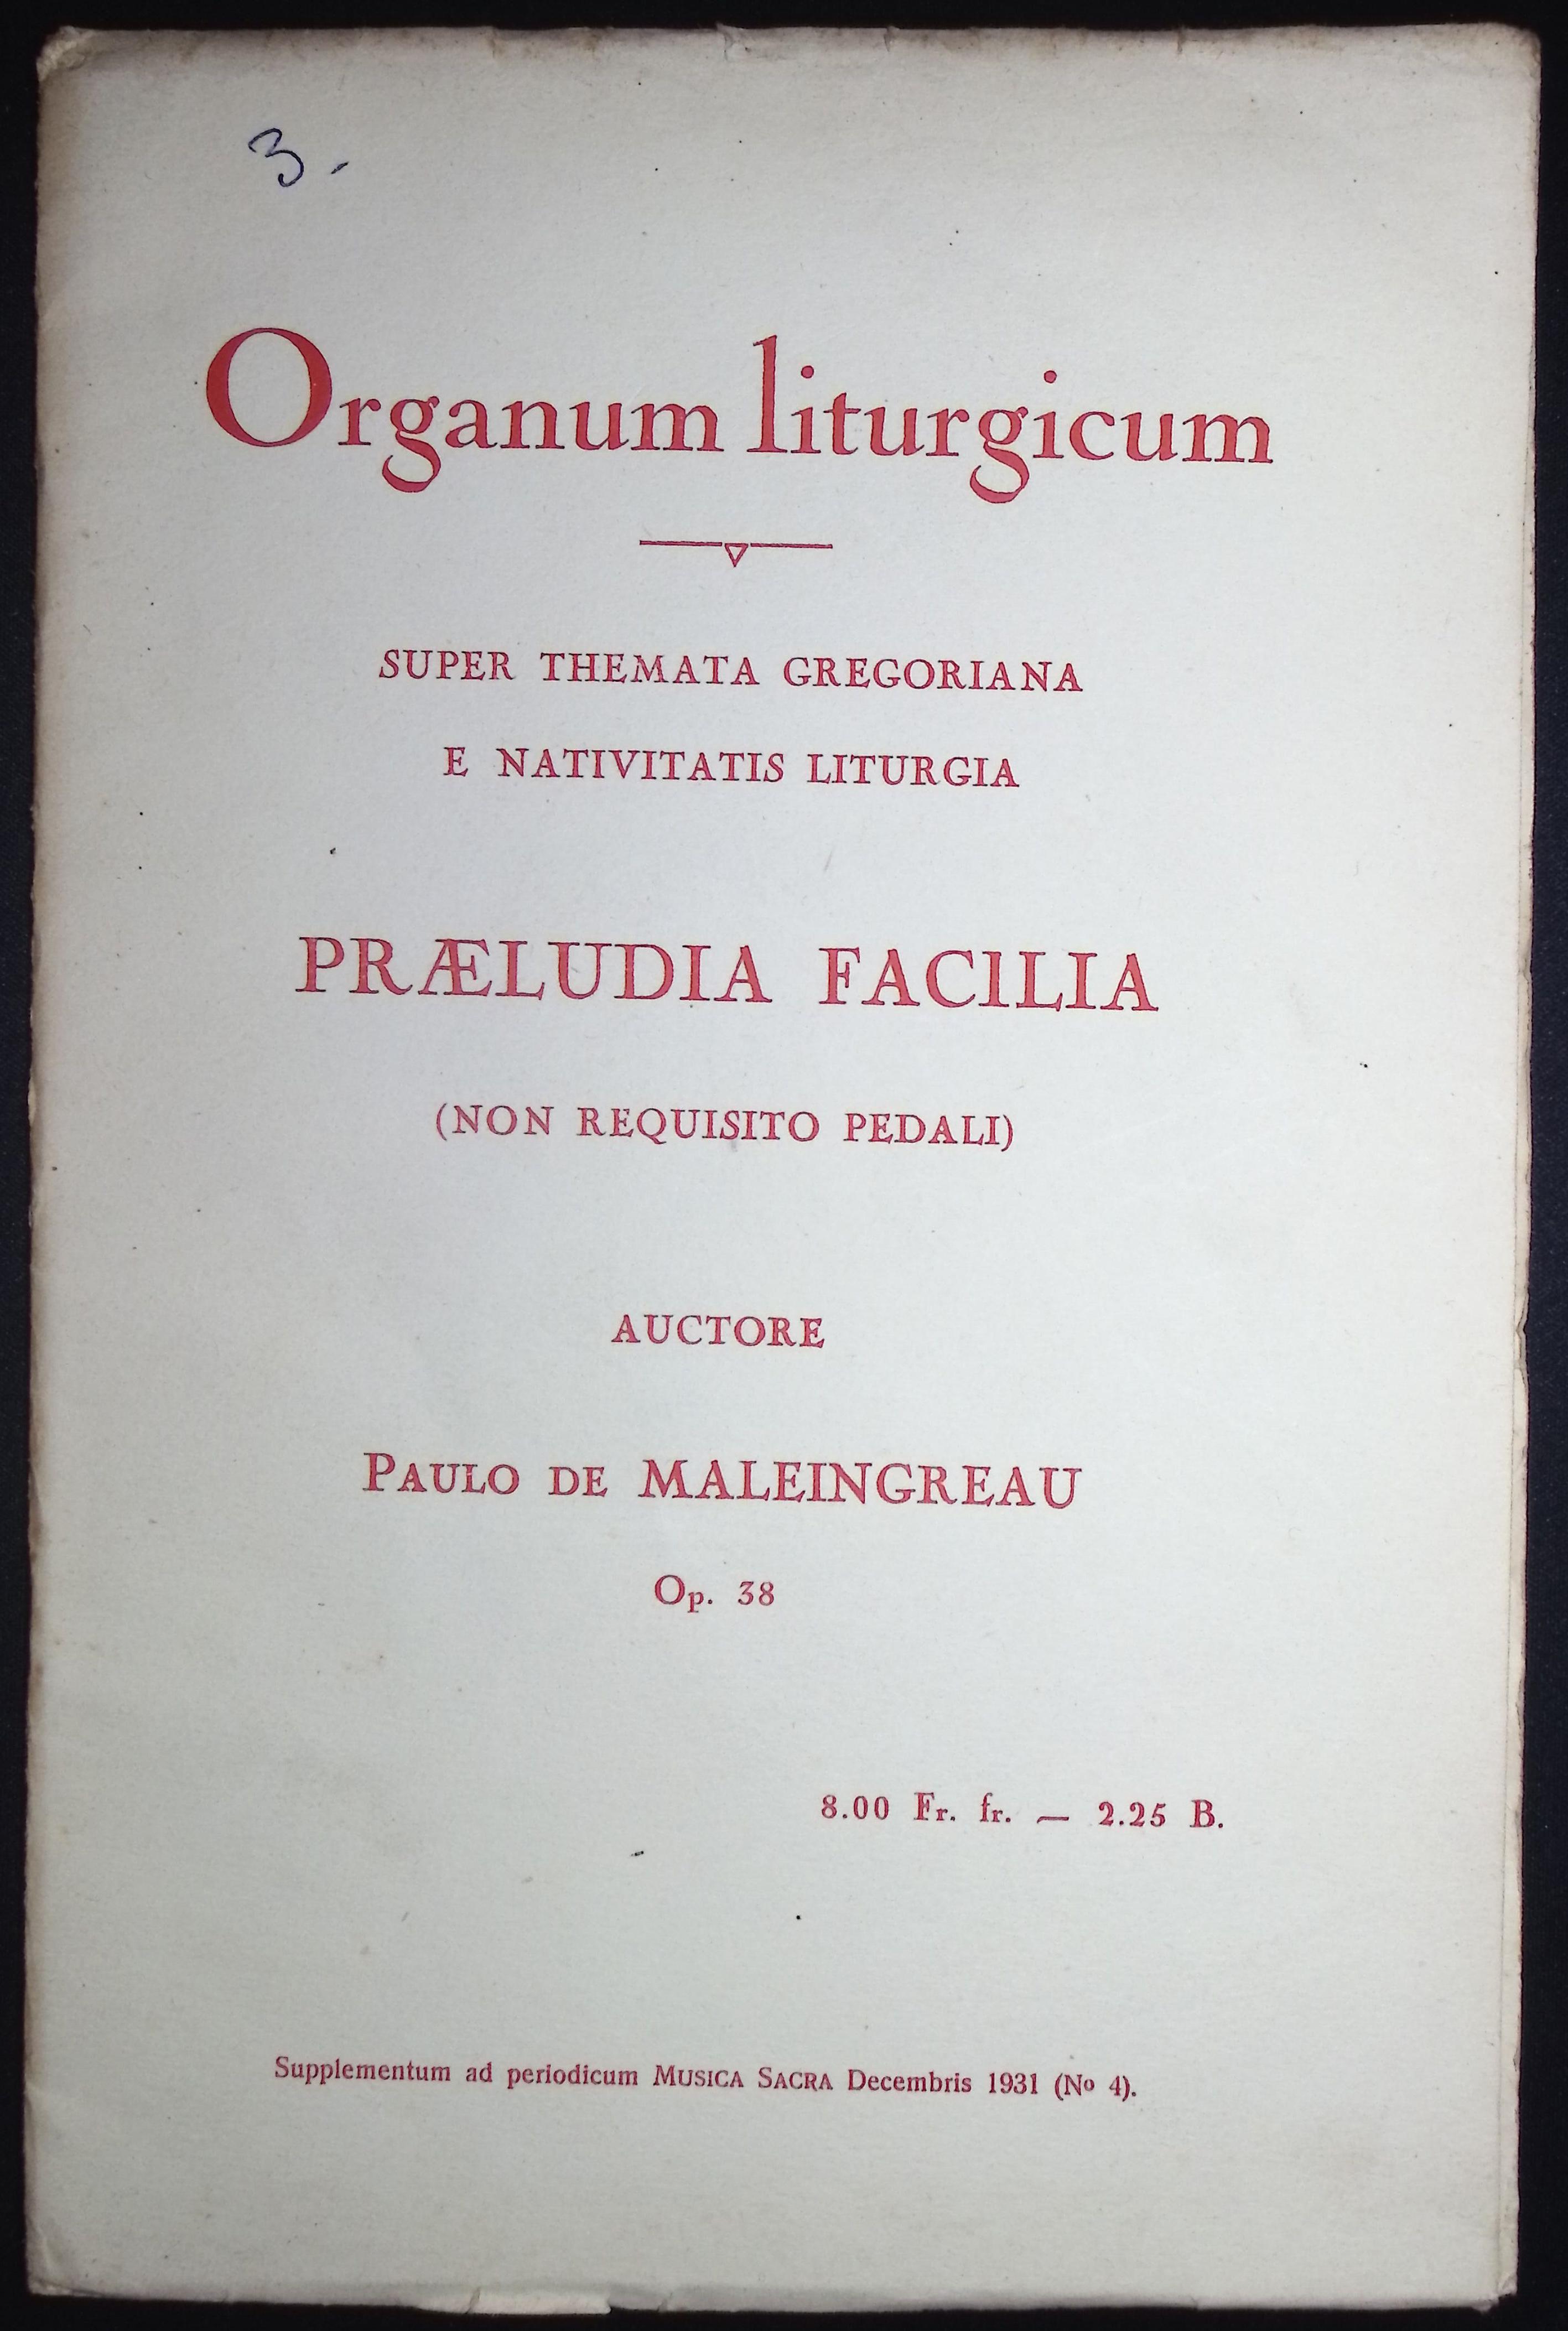 3.
Organum liturgicum
SUPER THEMATA GREGORIANA
E NATIVITATIS LITURGIA
PRÆLUDIA FACILIA
(NON REQUISITO PEDALI)
AUCTORE
PAULO DE MALEINGREAU
Op. 38
8.00 Fr. fr. — 2.25 B.
Supplementum ad periodicum MUSICA SACRA Decembris 1931 (Nº 4).